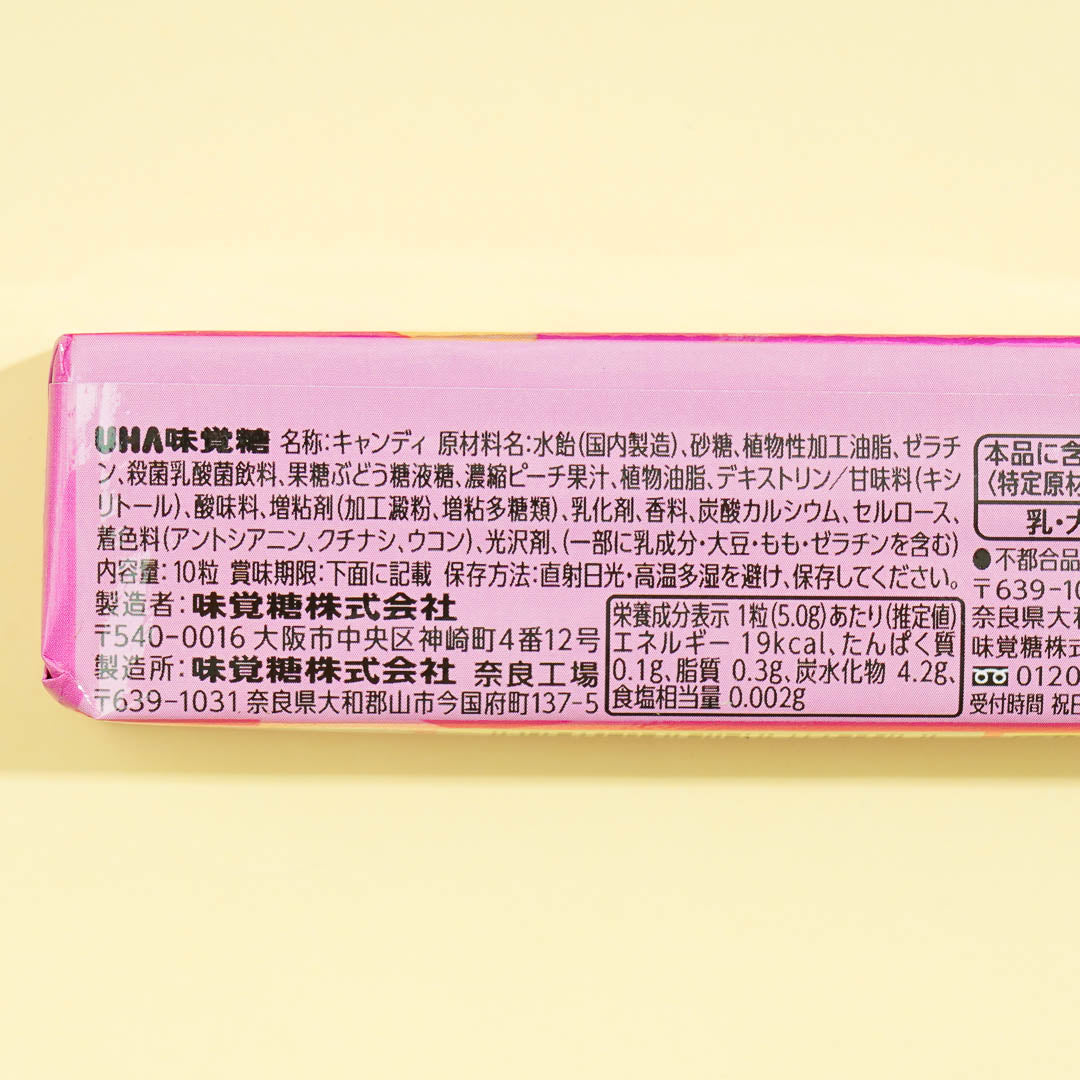 UHA味覚糖 名称:キャンディ 原材料名:水飴(国内製造)、砂糖、植物性加工油脂、ゼラチ
ン、殺菌乳酸菌飲料、果糖ぶどう糖液糖、濃縮ピーチ果汁、植物油脂、デキストリン/甘味料(キシ
リトール)、酸味料、増粘剤(加工澱粉、増粘多糖類)、乳化剤、香料、炭酸カルシウム、セルロース、
着色料(アントシアニン、クチナシ、ウコン)、光沢剤、(一部に乳成分・大豆・もも・ゼラチンを含む)
内容量:10粒 賞味期限:下面に記載 保存方法:直射日光・高温多湿を避け、保存してください。
製造者:味覚糖株式会社
〒540-0016 大阪市中央区神崎町4番12号
製造所:味覚糖株式会社 奈良工場
〒639-1031 奈良県大和郡山市今国府町137-5
栄養成分表示 1粒(5.0g)あたり(推定値)
エネルギー 19kcal、たんぱく質
0.1g、脂質 0.3g、炭水化物 4.2g、
食塩相当量 0.002g
本品に含
(特定原材
乳・大
●不都合品
〒639-10
奈良県大和
味覚糖株式
0120
受付時間 祝日